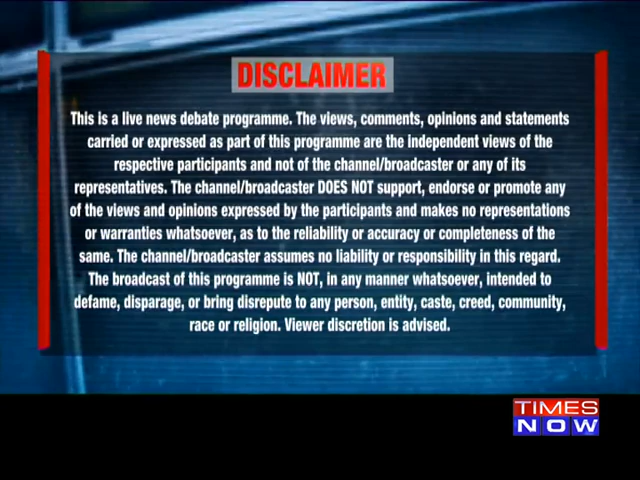 DISCLAIMER
This is a live news debate programme. The views, comments, opinions and statements
carried or expressed as part of this programme are the independent views of the
respective participants and not of the channel/broadcaster or any of its
representatives. The channel/broadcaster DOES NOT support, endorse or promote any
of the views and opinions expressed by the participants and makes no representations
or warranties whatsoever, as to the reliability or accuracy or completeness of the
same. The channel/broadcaster assumes no liability or responsibility in this regard.
The broadcast of this programme is NOT, in any manner whatsoever, intended to
defame, disparage, or bring disrepute to any person, entity, caste, creed, community,
race or religion. Viewer discretion is advised.
TIMES
NOW